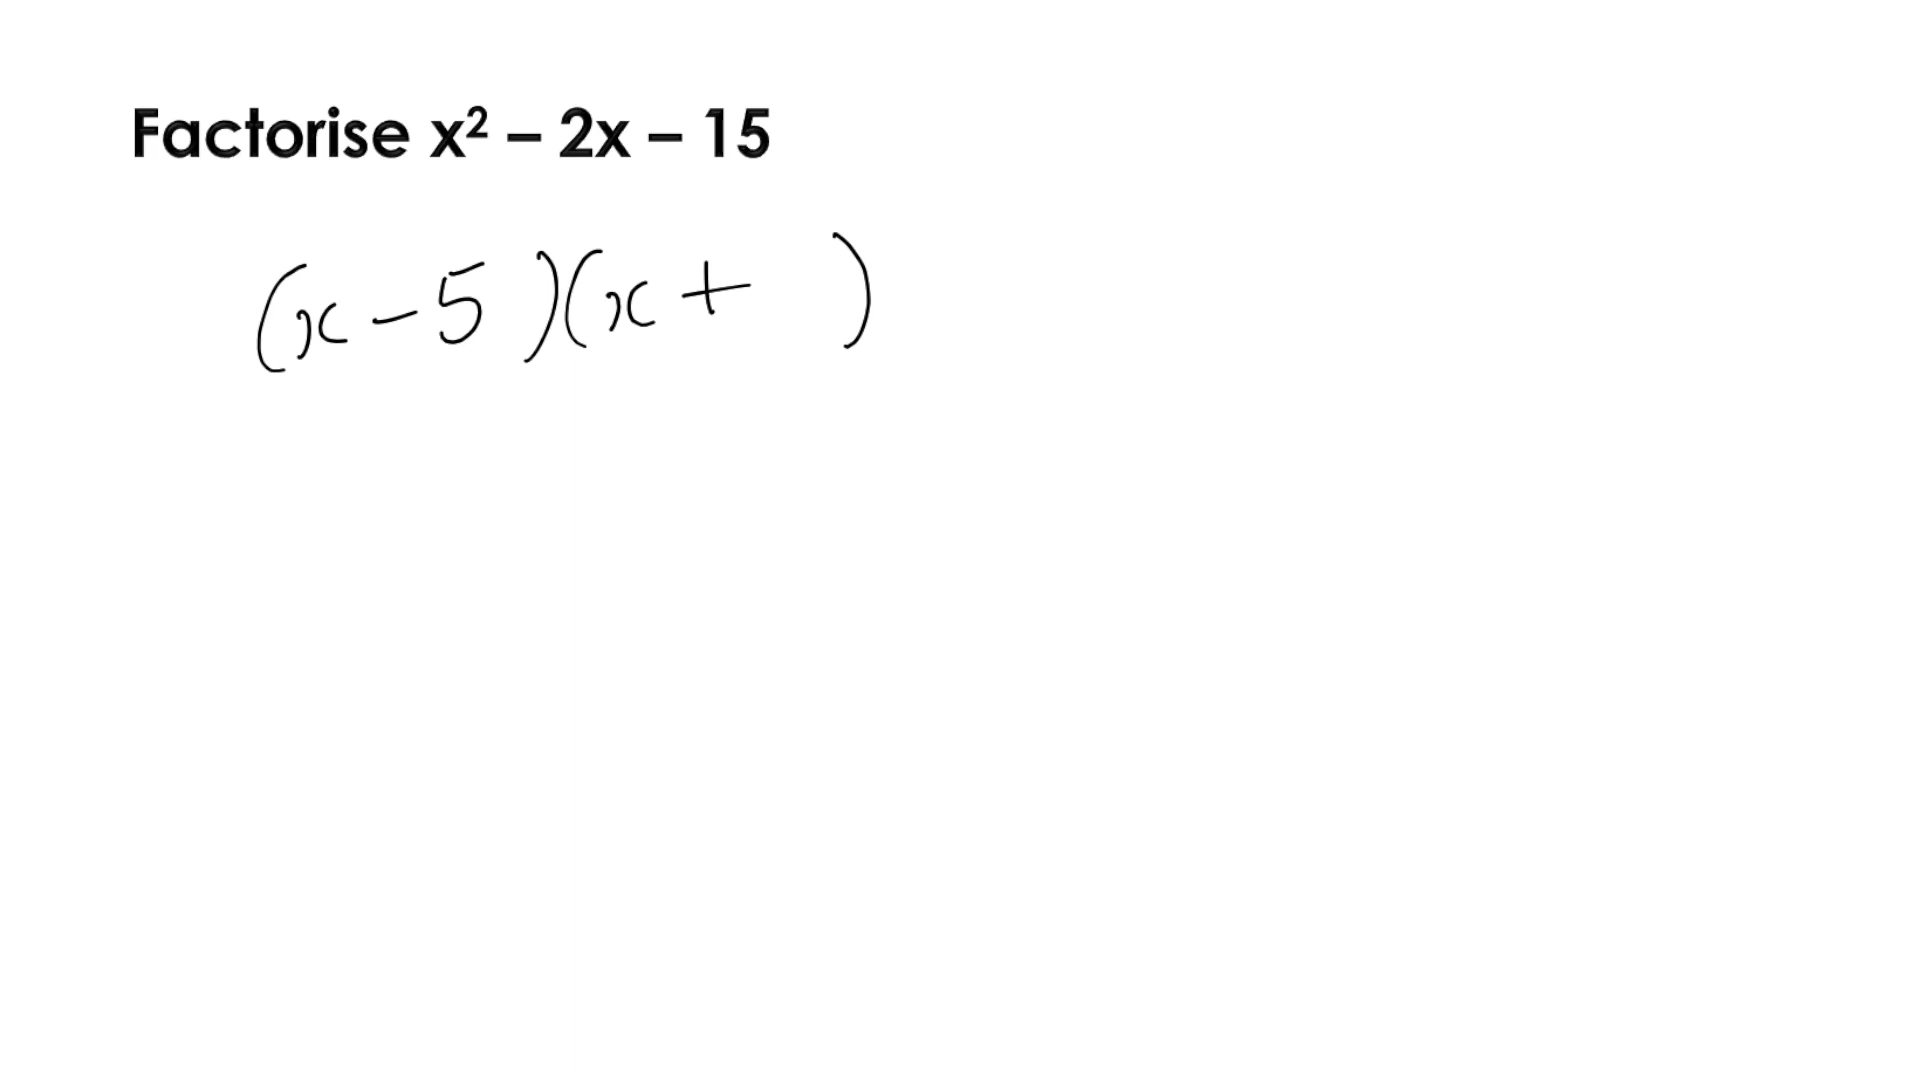 Factorise x² – 2x – 15
(x – 5 )(x + )